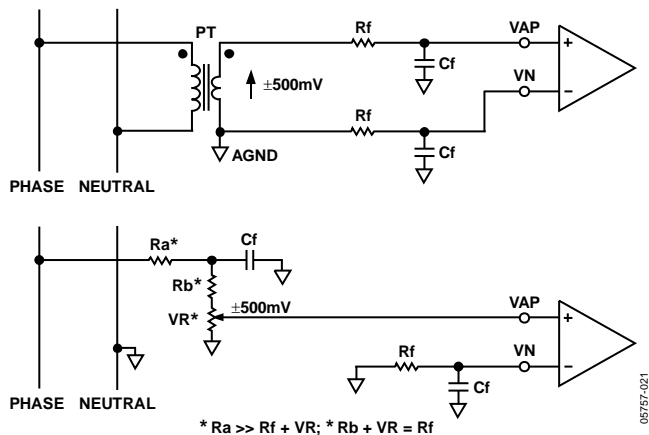 PT
Rf
VAP
Cf
±500mV
VN
Rf
Cf
AGND
PHASE NEUTRAL
Ra*
Cf
Rb*
±500mV
VR*
VAP
Rf
VN
Cf
PHASE NEUTRAL
* Ra >> Rf + VR; * Rb + VR = Rf
05757-021